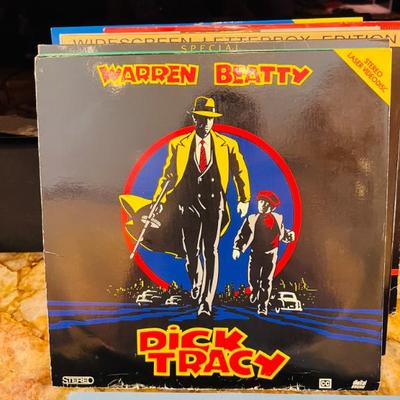 WIDESCREEN LETTERBOX EDITION
SPECIAL
WARREN BEATTY
STEREO
LASER VIDEODISC
DICK
TRACY
STEREO